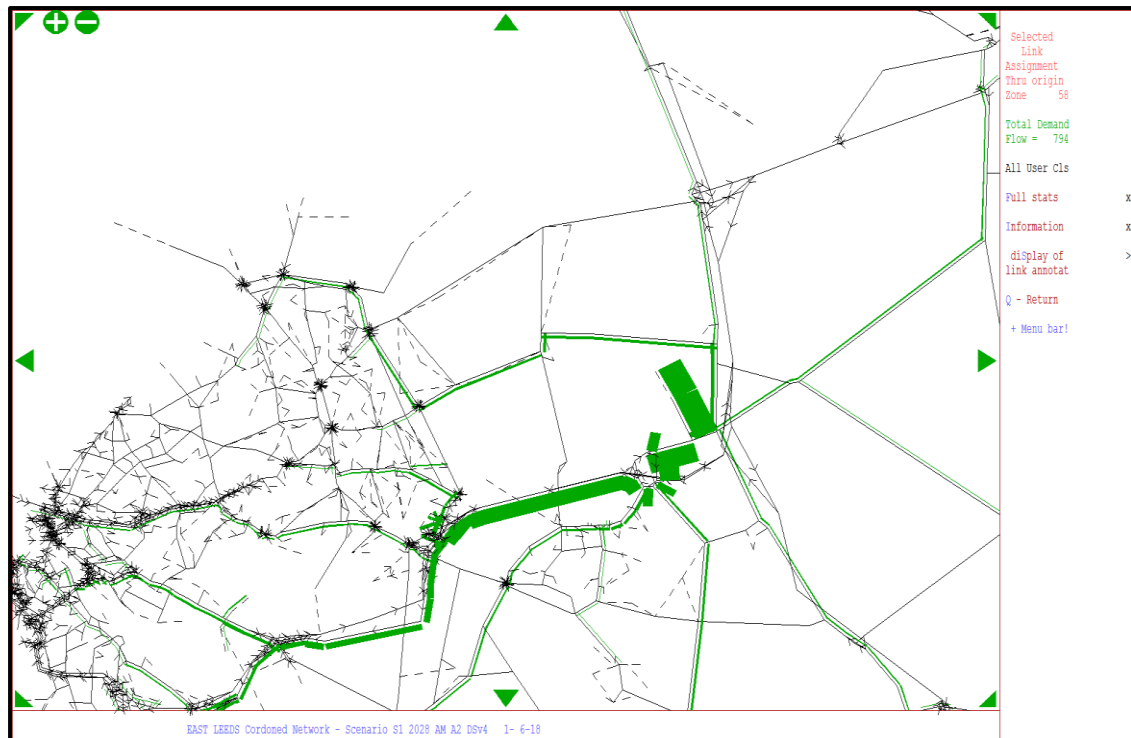 Selected
Link
Assignment
Thru origin
Zone 58
Total Demand
Flow = 794
All User Cls
Full stats x
Information x
diSplay of >
link annotat
Q - Return
+ Menu bar!
EAST LEEDS Cordoned Network - Scenario S1 2028 AM A2 DSv4 1- 6-18